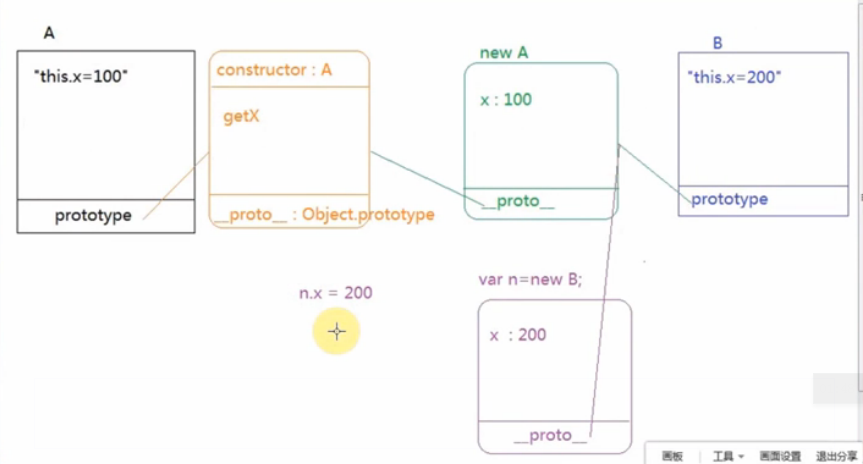 A
"this.x=100"
prototype
constructor : A
getX
__proto__ : Object.prototype
new A
x : 100
__proto__
B
"this.x=200"
prototype
n.x = 200
var n=new B;
x : 200
__proto__
画板 工具 画面设置 退出分享